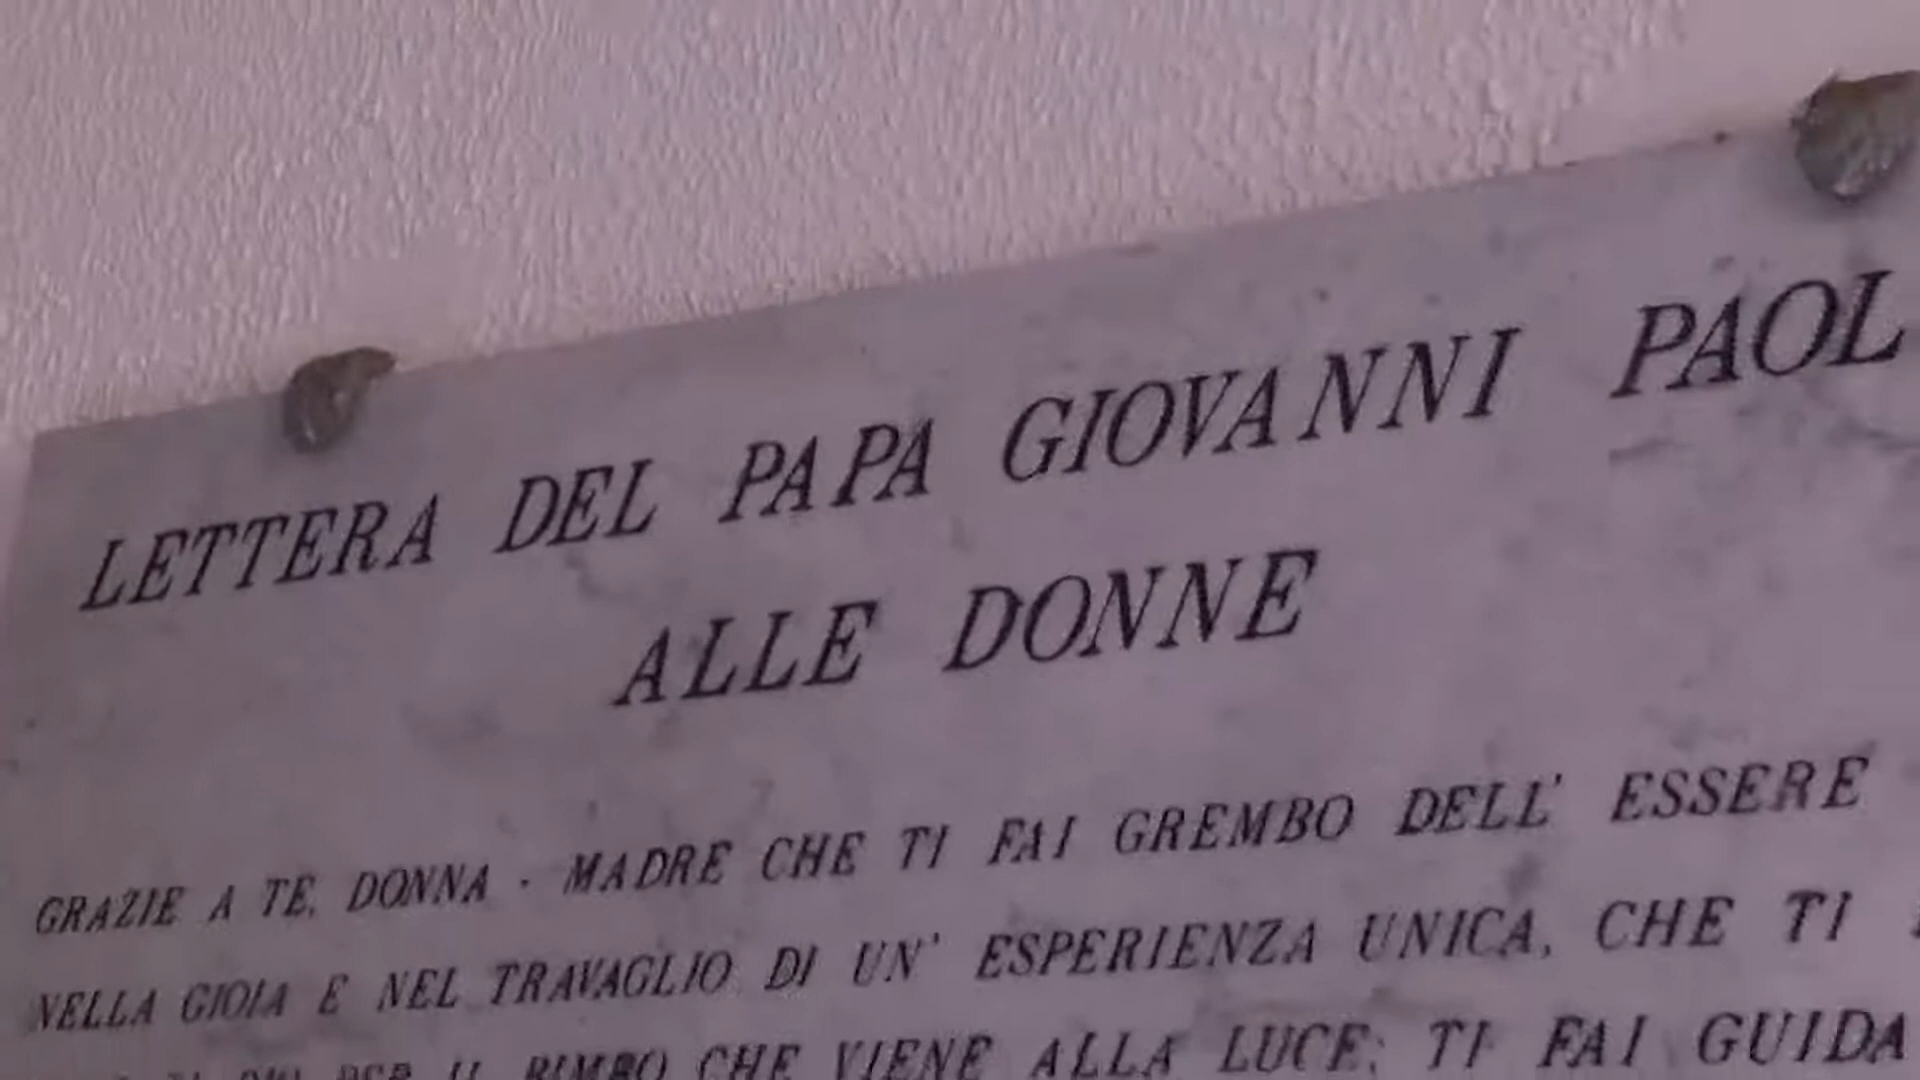 LETTERA DEL PAPA GIOVANNI PAOL
ALLE DONNE
GRAZIE A TE, DONNA - MADRE CHE TI FAI GREMBO DELL' ESSERE
NELLA GIOIA E NEL TRAVAGLIO DI UN' ESPERIENZA UNICA, CHE TI
PER IL BIMBO CHE VIENE ALLA LUCE; TI FAI GUIDA